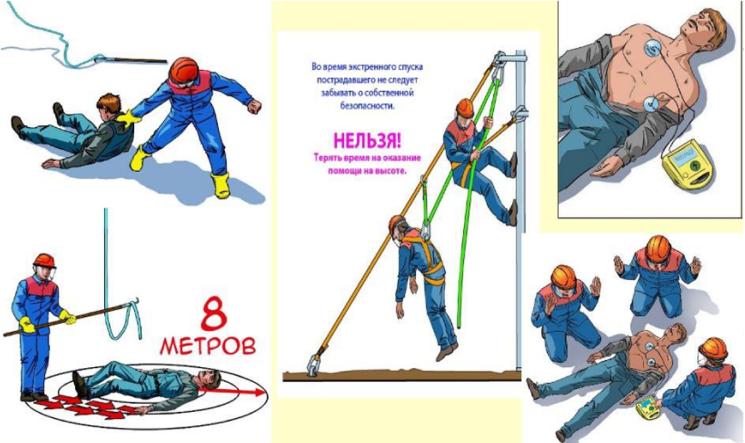 Во время экстренного спуска
пострадавшего не следует
забывать о собственной
безопасности.
НЕЛЬЗЯ!
Терять время на оказание
помощи на высоте.
8
МЕТРОВ